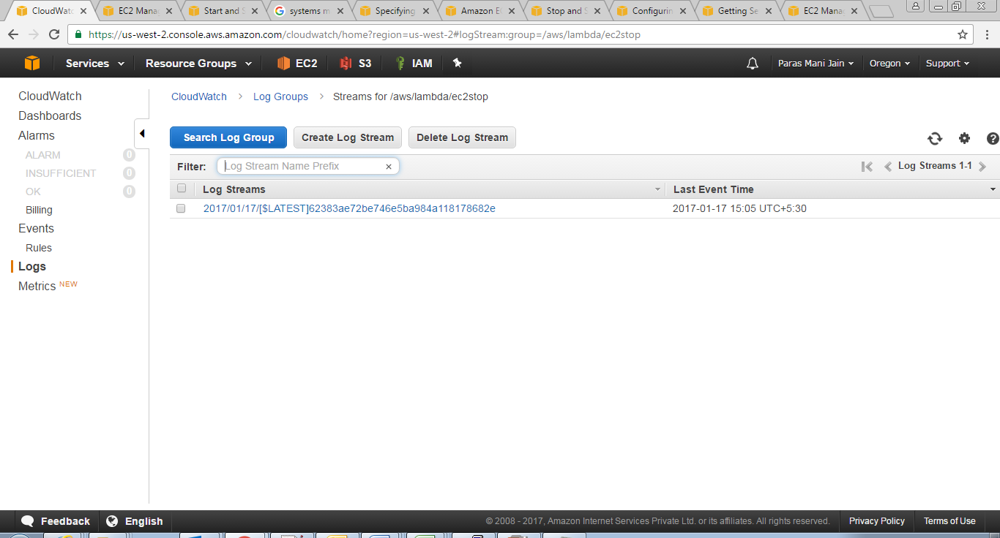 CloudWatc
EC2 Mana
Start and S
systems m
Specifying
Amazon E
Stop and S
Configurin
Getting Se
EC2 Mana
https://us-west-2.console.aws.amazon.com/cloudwatch/home?region=us-west-2#logStream:group=/aws/lambda/ec2stop
Services Resource Groups EC2 S3 IAM Paras Mani Jain Oregon Support
CloudWatch
Dashboards
Alarms
ALARM 0
INSUFFICIENT 0
OK 0
Billing
Events
Rules
Logs
Metrics NEW
CloudWatch > Log Groups > Streams for /aws/lambda/ec2stop
Search Log Group Create Log Stream Delete Log Stream
Filter: Log Stream Name Prefix × Log Streams 1-1
Log Streams Last Event Time
2017/01/17/[$LATEST]62383ae72be746e5ba984a118178682e 2017-01-17 15:05 UTC+5:30
Feedback English © 2008 - 2017, Amazon Internet Services Private Ltd. or its affiliates. All rights reserved. Privacy Policy Terms of Use